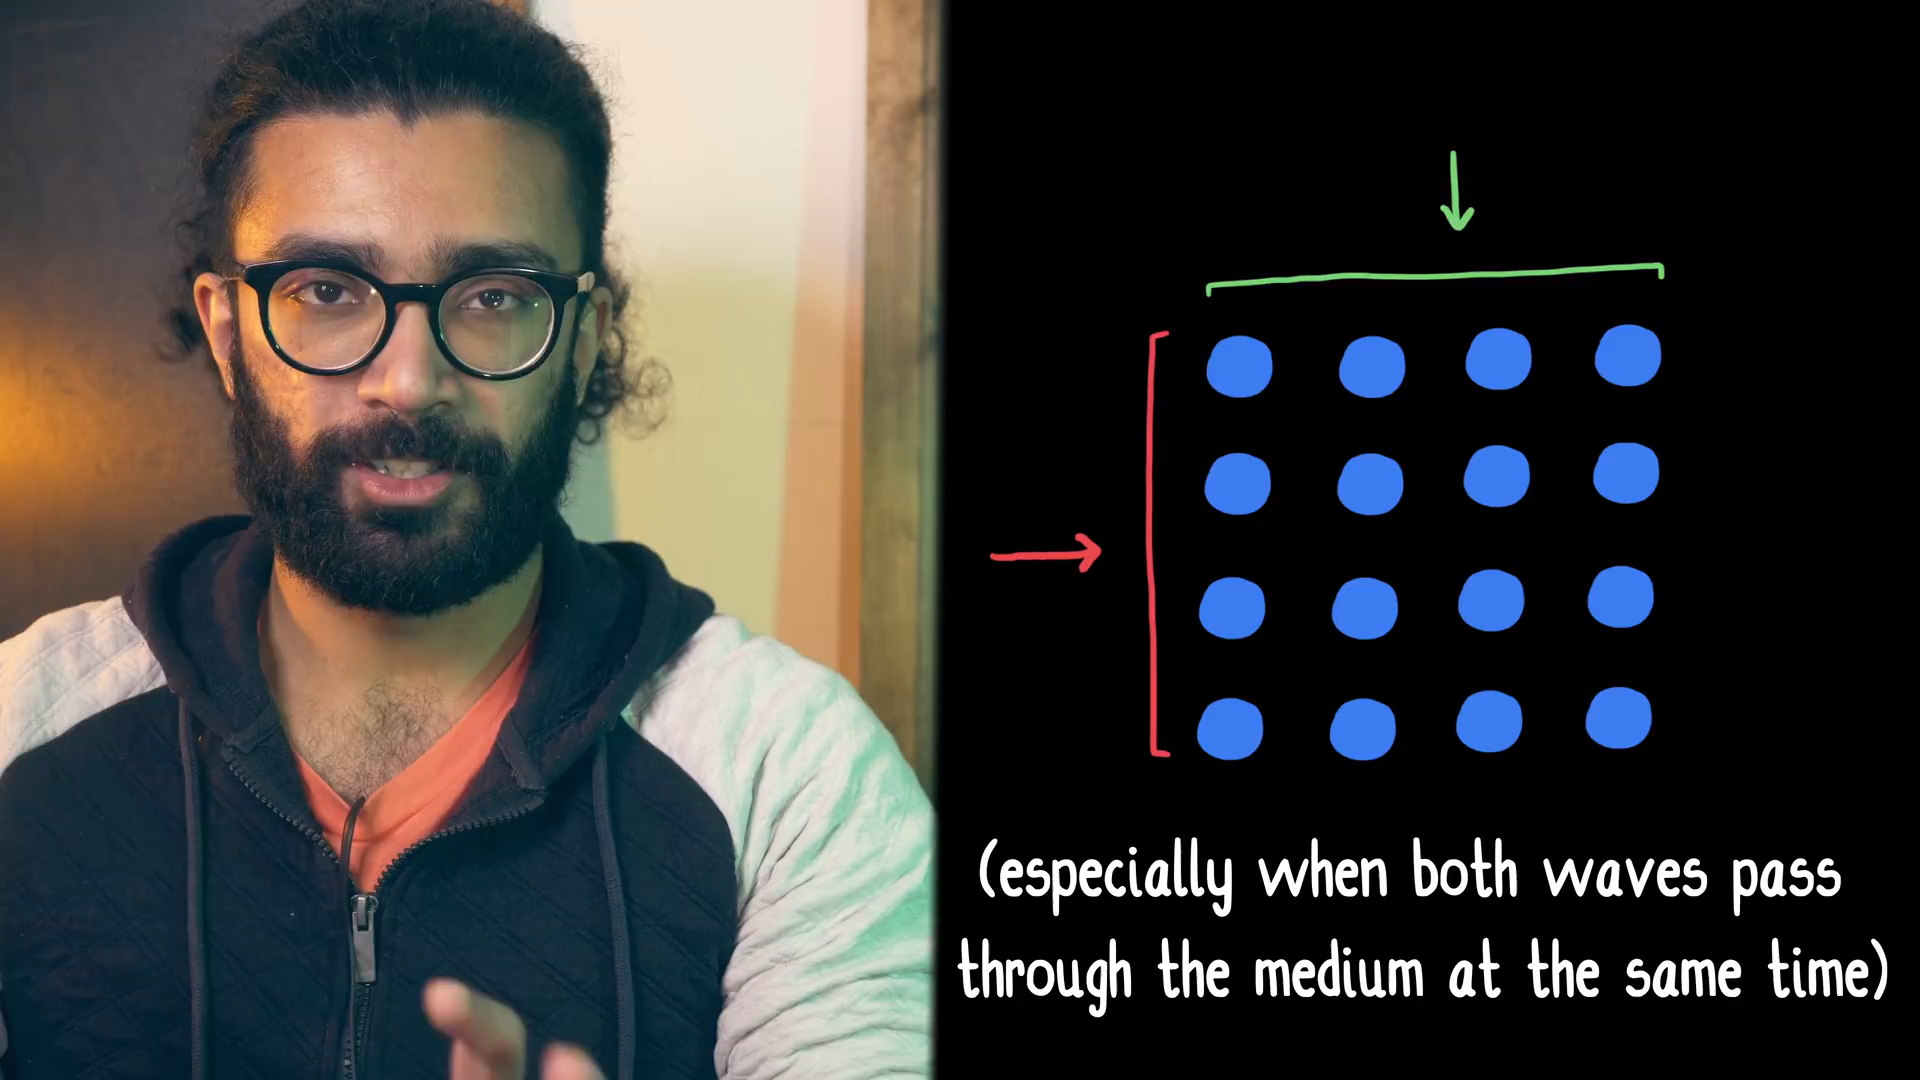 (especially when both waves pass
through the medium at the same time)